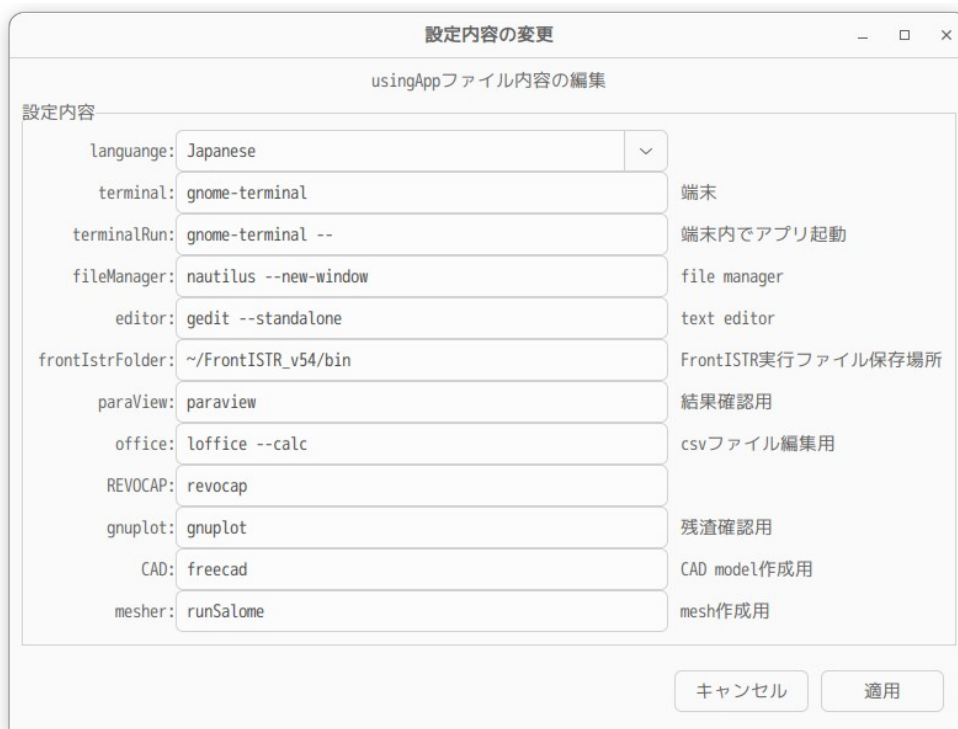 設定内容の変更
usingAppファイル内容の編集
設定内容
languange: Japanese
terminal: gnome-terminal 端末
terminalRun: gnome-terminal -- 端末内でアプリ起動
fileManager: nautilus --new-window file manager
editor: gedit --standalone text editor
frontIstrFolder: ~/FrontISTR_v54/bin FrontISTR実行ファイル保存場所
paraView: paraview 結果確認用
office: loffice --calc csvファイル編集用
REVOCAP: revocap
gnuplot: gnuplot 残渣確認用
CAD: freecad CAD model作成用
mesher: runSalome mesh作成用
キャンセル 適用